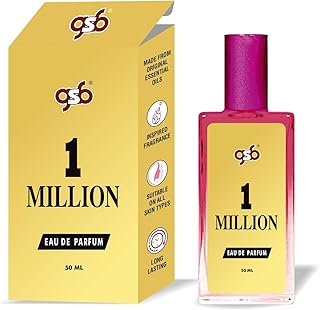 gsb®
1
MILLION
EAU DE PARFUM
50 ML
MADE FROM
ORIGINAL
ESSENTIAL
OILS
INSPIRED
FRAGRANCE
SUITABLE
ON ALL
SKIN TYPES
LONG
LASTING
gsb®
1
MILLION
EAU DE PARFUM
50 ML